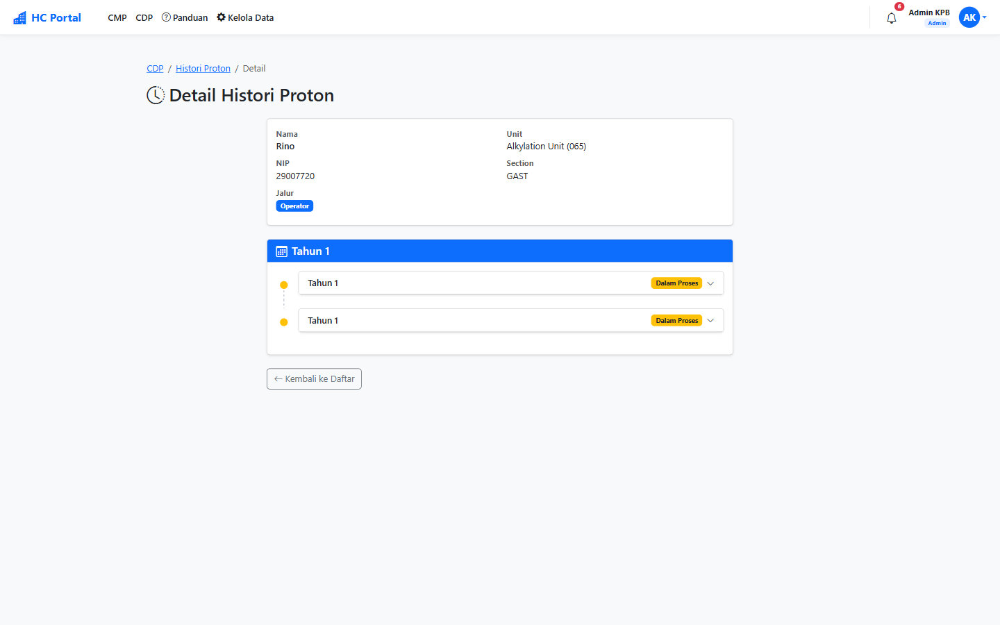 HC Portal
CMP
CDP
Panduan
Kelola Data
6
Admin KPB
Admin
AK
CDP / Histori Proton / Detail
Detail Histori Proton
Nama
Rino
Unit
Alkylation Unit (065)
NIP
29007720
Section
GAST
Jalur
Operator
Tahun 1
Tahun 1
Dalam Proses
Tahun 1
Dalam Proses
Kembali ke Daftar